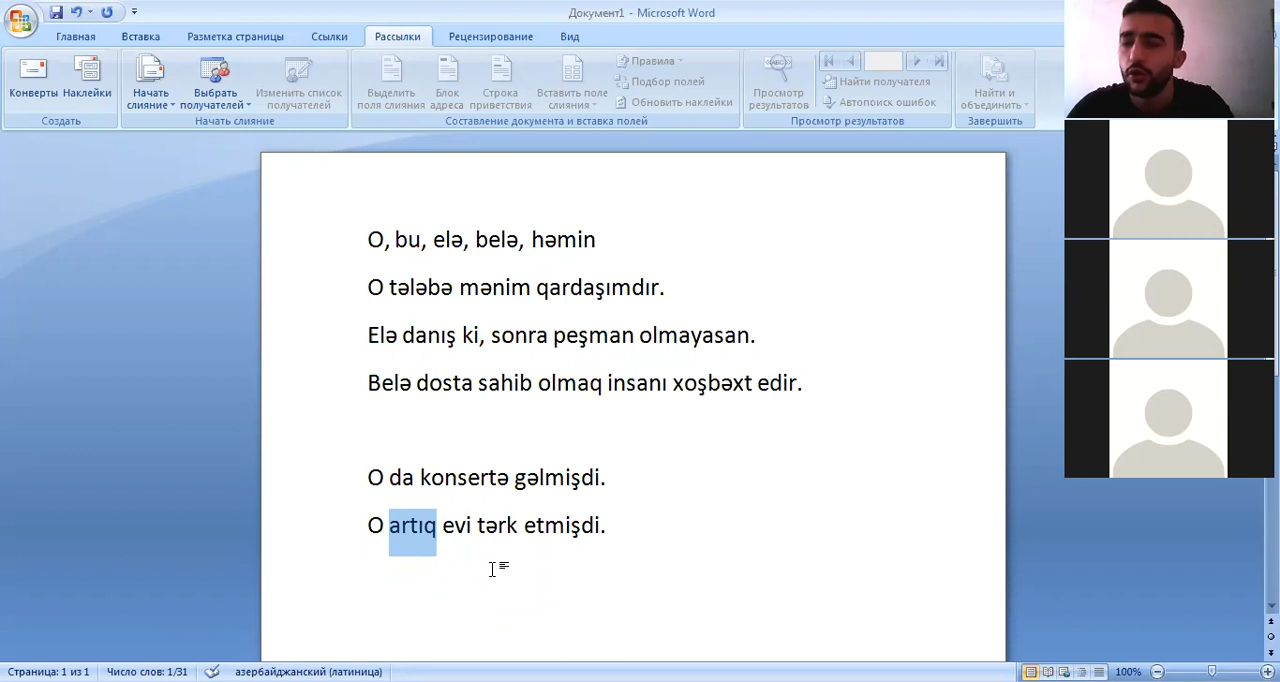 Документ1 - Microsoft Word
Главная Вставка Разметка страницы Ссылки Рассылки Рецензирование Вид
Конверты Наклейки
Создать
Начать слияние Выбрать получателей Изменить список получателей
Начать слияние
Выделить поля слияния Блок адреса Строка приветствия Вставить поле слияния
Правила
Подбор полей
Обновить наклейки
Составление документа и вставка полей
ABC
Просмотр результатов
Найти получателя
Автопоиск ошибок
Просмотр результатов
Найти и объединить
Завершить
O, bu, elə, belə, həmin
O tələbə mənim qardaşımdır.
Elə danış ki, sonra peşman olmayasan.
Belə dosta sahib olmaq insanı xoşbəxt edir.
O da konsertə gəlmişdi.
O artıq evi tərk etmişdi.
Страница: 1 из 1 Число слов: 1/31 азербайджанский (латиница) 100%